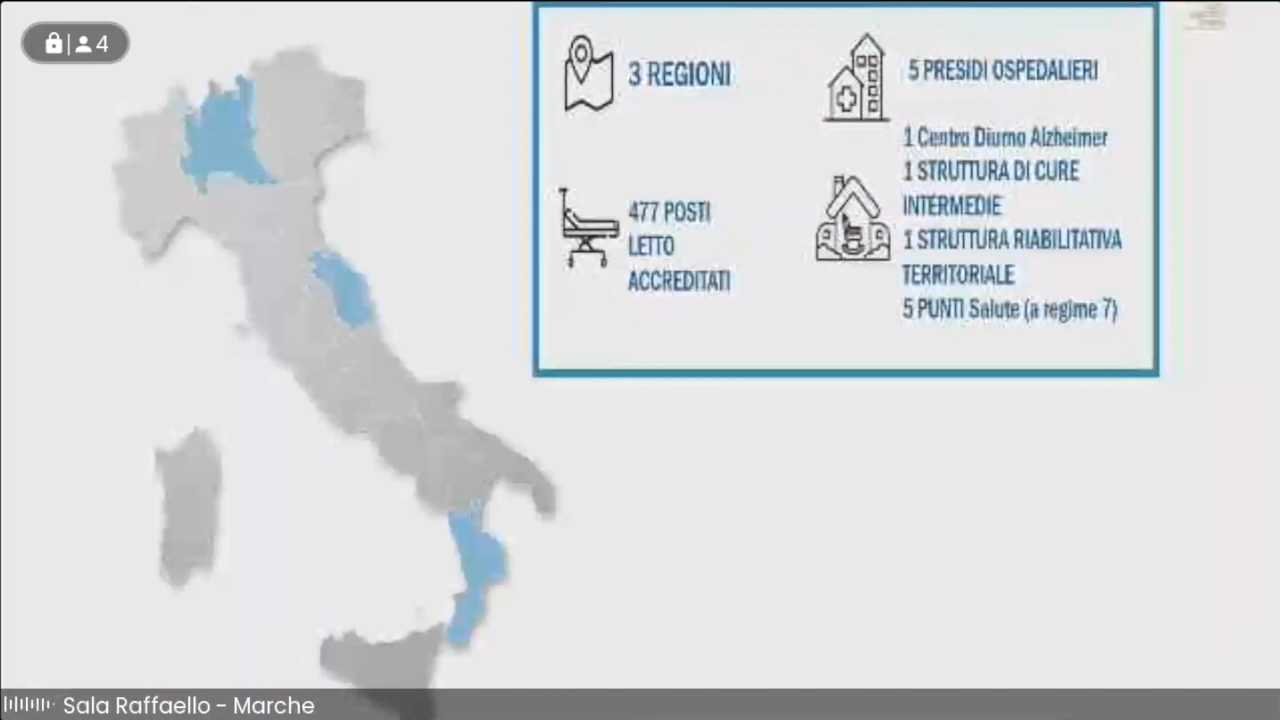 4
3 REGIONI
5 PRESIDI OSPEDALIERI
477 POSTI
LETTO
ACCREDITATI
1 Centro Diurno Alzheimer
1 STRUTTURA DI CURE
INTERMEDIE
1 STRUTTURA RIABILITATIVA
TERRITORIALE
5 PUNTI Salute (a regime 7)
Sala Raffaello - Marche